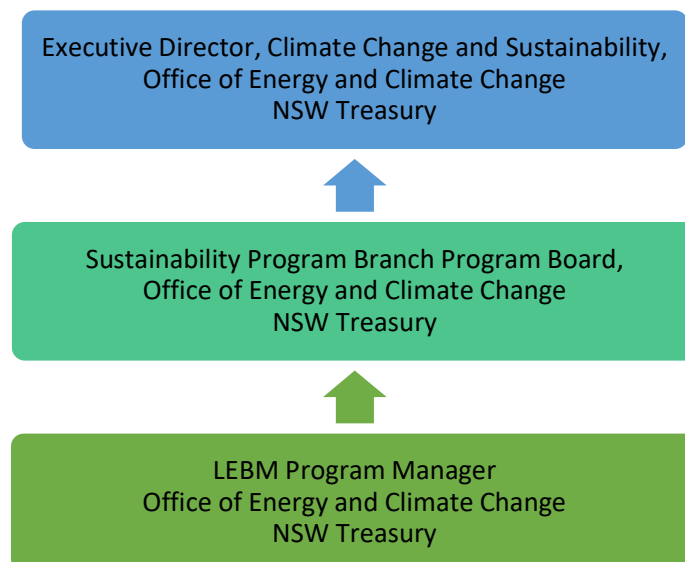 Executive Director, Climate Change and Sustainability,
Office of Energy and Climate Change
NSW Treasury
Sustainability Program Branch Program Board,
Office of Energy and Climate Change
NSW Treasury
LEBM Program Manager
Office of Energy and Climate Change
NSW Treasury